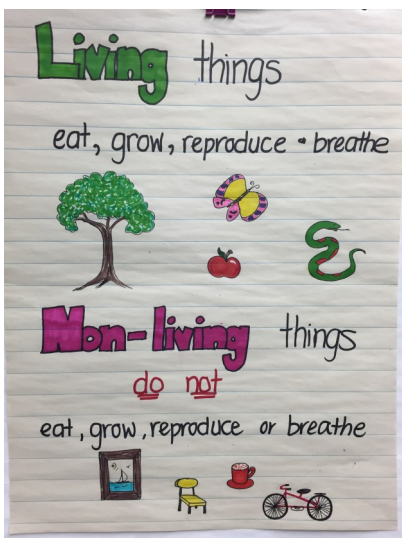 Living things
eat, grow, reproduce • breathe
Non-living things
do not
eat, grow, reproduce or breathe